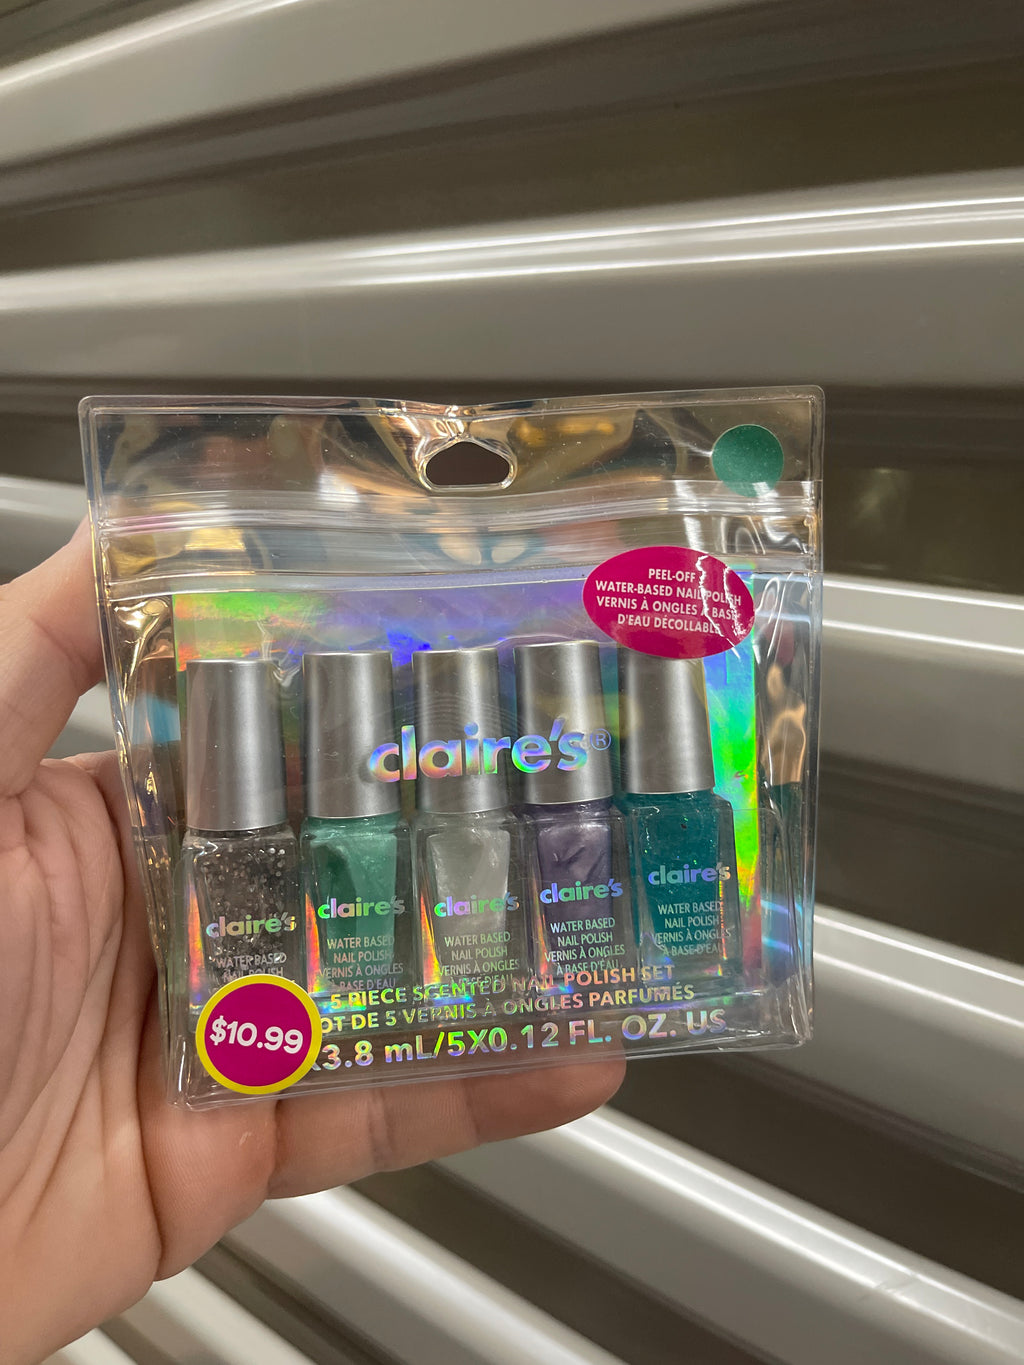 PEEL-OFF
WATER-BASED NAIL POLISH
VERNIS À ONGLES À BASE
D'EAU DÉCOLLABLE
claire's®
claire's
WATER BASED
NAIL POLISH
claire's
WATER BASED
NAIL POLISH
VERNIS À ONGLES
À BASE D'EAU
claire's
WATER BASED
NAIL POLISH
VERNIS À ONGLES
À BASE D'EAU
claire's
WATER BASED
NAIL POLISH
VERNIS À ONGLES
À BASE D'EAU
claire's
WATER BASED
NAIL POLISH
VERNIS À ONGLES
À BASE D'EAU
5 PIECE SCENTED NAIL POLISH SET
OT DE 5 VERNIS À ONGLES PARFUMÉS
3.8 mL/5X0.12 FL. OZ. US
$10.99